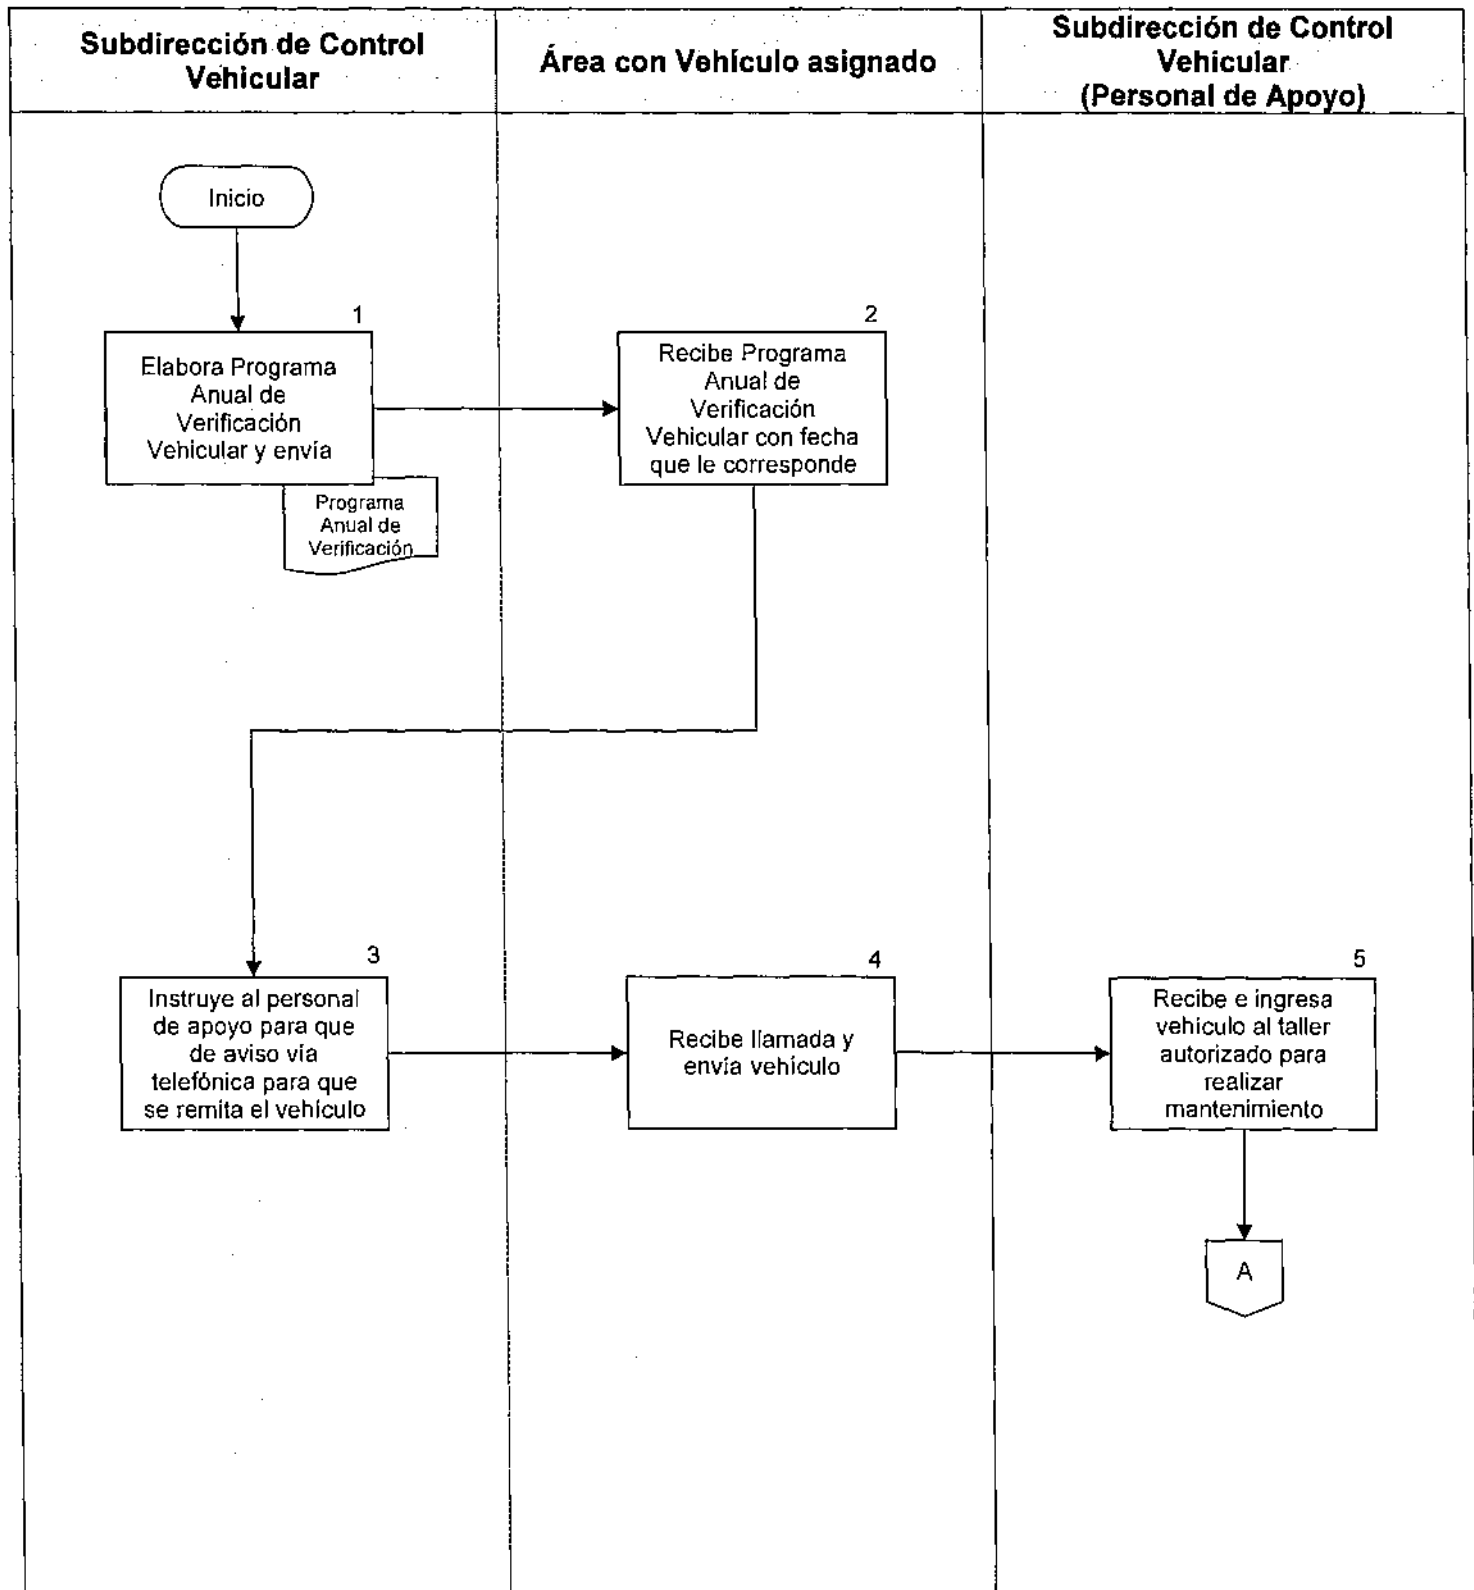 Subdirección de Control
Vehicular
Área con Vehículo asignado
Subdirección de Control
Vehicular
(Personal de Apoyo)
Inicio
1
Elabora Programa
Anual de
Verificación
Vehicular y envía
Programa
Anual de
Verificación
2
Recibe Programa
Anual de
Verificación
Vehicular con fecha
que le corresponde
3
Instruye al personal
de apoyo para que
de aviso vía
telefónica para que
se remita el vehículo
4
Recibe llamada y
envía vehículo
5
Recibe e ingresa
vehículo al taller
autorizado para
realizar
mantenimiento
A